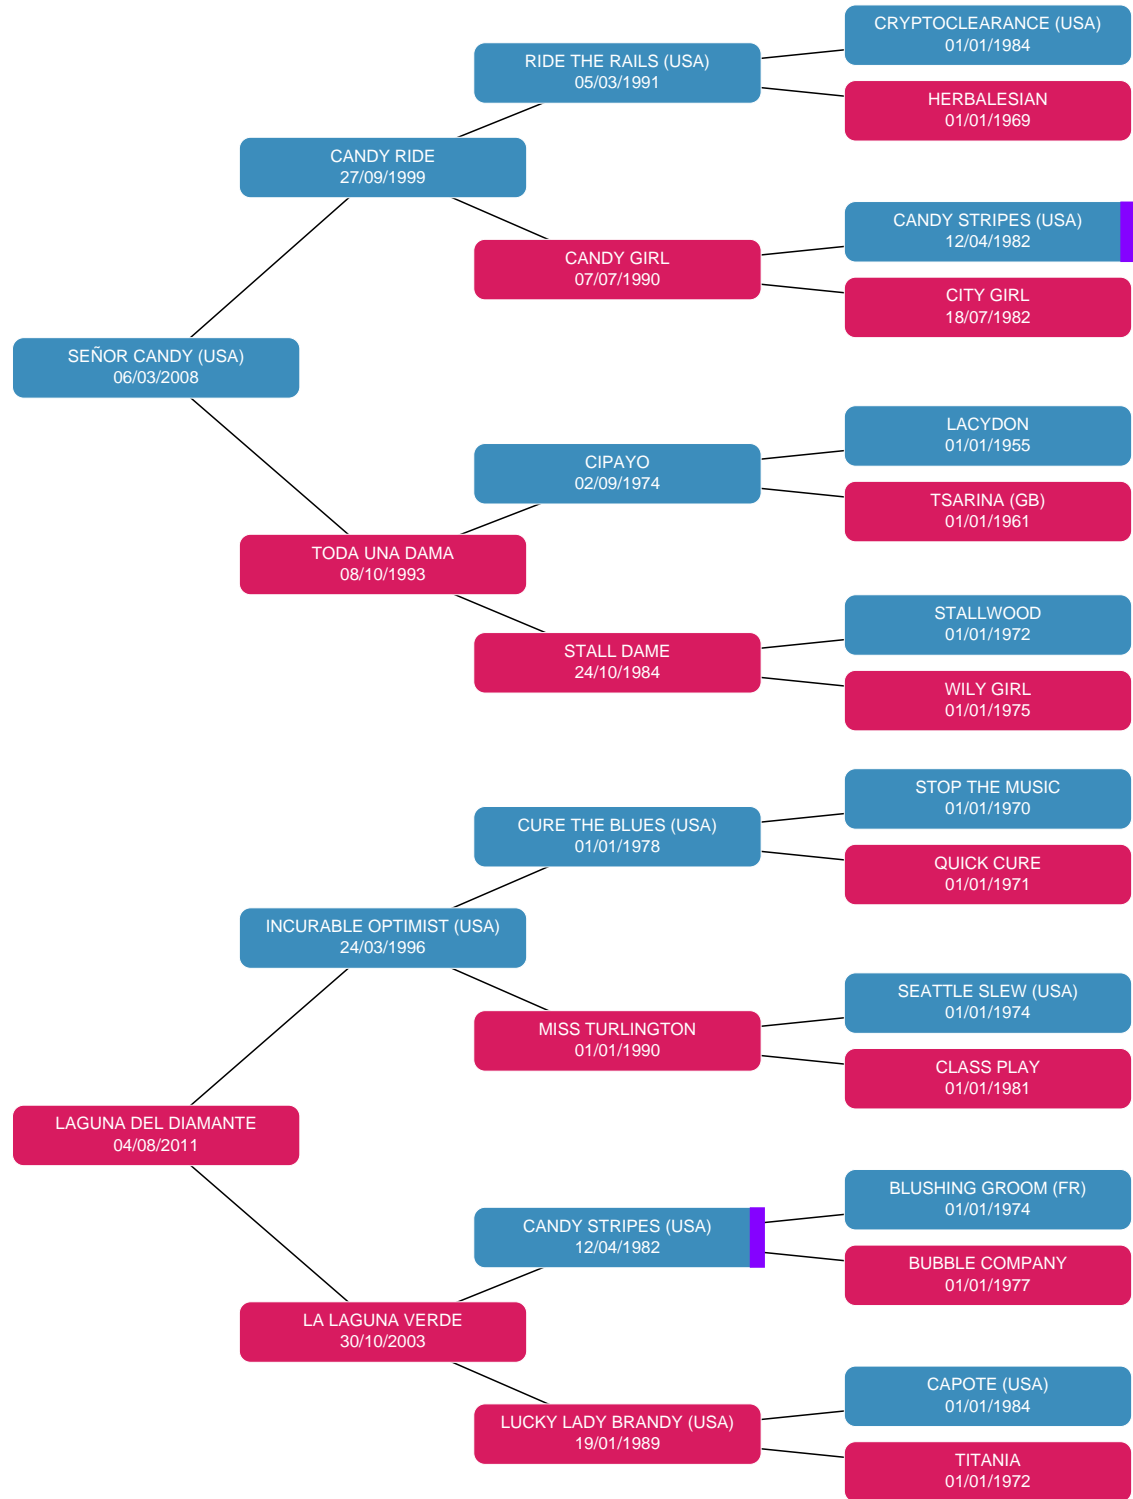 CRYPTOCLEARANCE (USA)
01/01/1984
RIDE THE RAILS (USA)
05/03/1991
HERBALESIAN
01/01/1969
CANDY RIDE
27/09/1999
CANDY STRIPES (USA)
12/04/1982
CANDY GIRL
07/07/1990
CITY GIRL
18/07/1982
SEÑOR CANDY (USA)
06/03/2008
LACYDON
01/01/1955
CIPAYO
02/09/1974
TSARINA (GB)
01/01/1961
TODA UNA DAMA
08/10/1993
STALLWOOD
01/01/1972
STALL DAME
24/10/1984
WILY GIRL
01/01/1975
STOP THE MUSIC
01/01/1970
CURE THE BLUES (USA)
01/01/1978
QUICK CURE
01/01/1971
INCURABLE OPTIMIST (USA)
24/03/1996
SEATTLE SLEW (USA)
01/01/1974
MISS TURLINGTON
01/01/1990
CLASS PLAY
01/01/1981
LAGUNA DEL DIAMANTE
04/08/2011
BLUSHING GROOM (FR)
01/01/1974
CANDY STRIPES (USA)
12/04/1982
BUBBLE COMPANY
01/01/1977
LA LAGUNA VERDE
30/10/2003
CAPOTE (USA)
01/01/1984
LUCKY LADY BRANDY (USA)
19/01/1989
TITANIA
01/01/1972